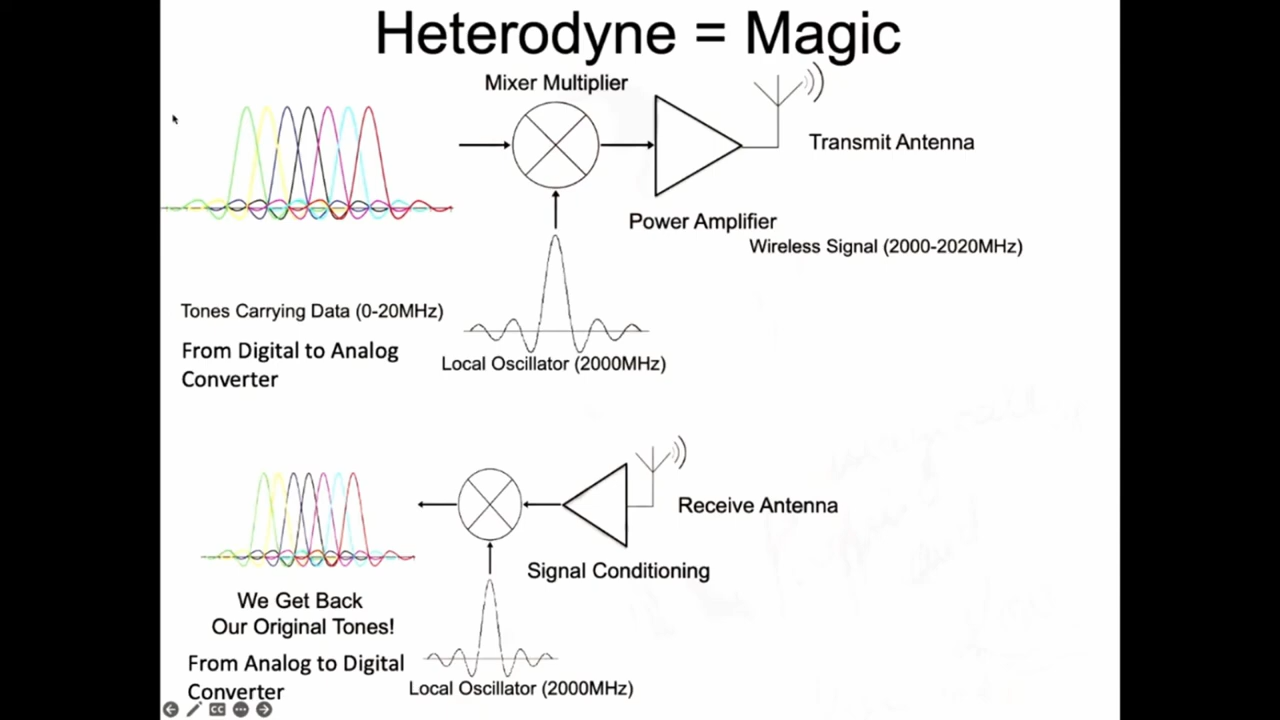 Heterodyne = Magic
Mixer Multiplier
Transmit Antenna
Power Amplifier
Wireless Signal (2000-2020MHz)
Tones Carrying Data (0-20MHz)
From Digital to Analog
Converter
Local Oscillator (2000MHz)
Receive Antenna
Signal Conditioning
We Get Back
Our Original Tones!
From Analog to Digital
Converter
Local Oscillator (2000MHz)
CC